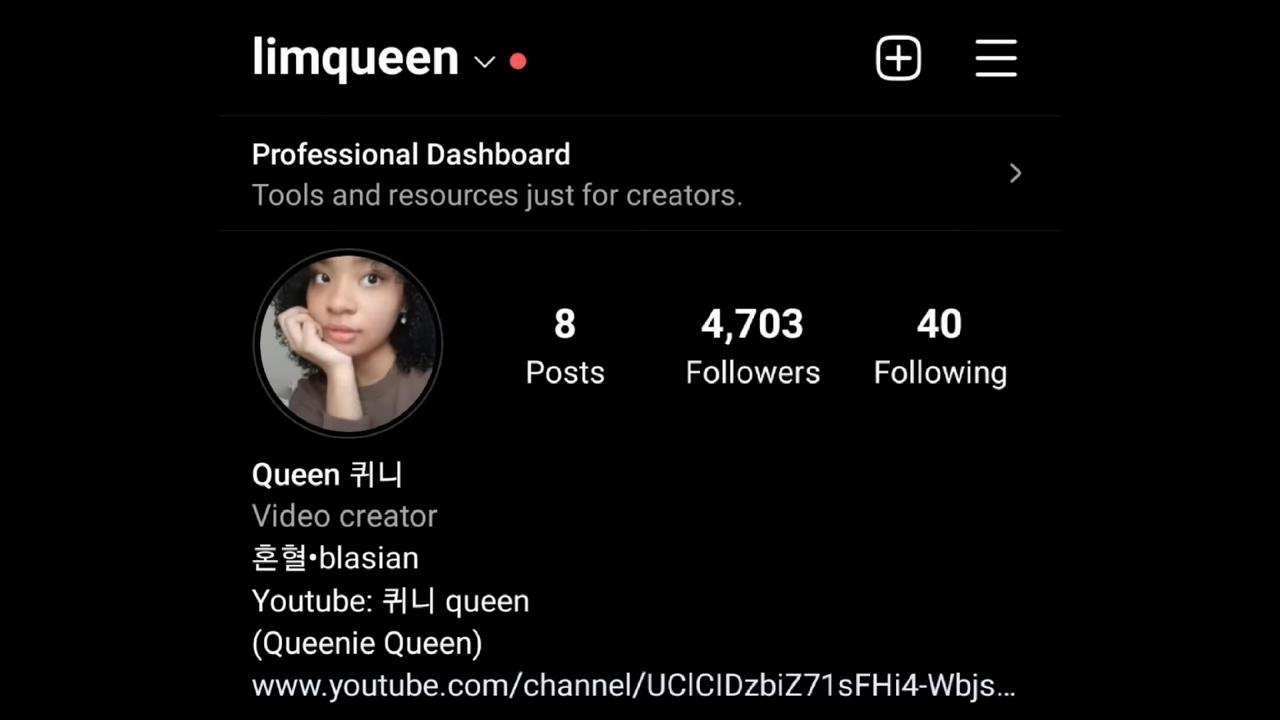 limqueen
Professional Dashboard
Tools and resources just for creators.
8 4,703 40
Posts Followers Following
Queen 퀴니
Video creator
혼혈•blasian
Youtube: 퀴니 queen
(Queenie Queen)
www.youtube.com/channel/UClClDzbiZ71sFHi4-Wbjs...